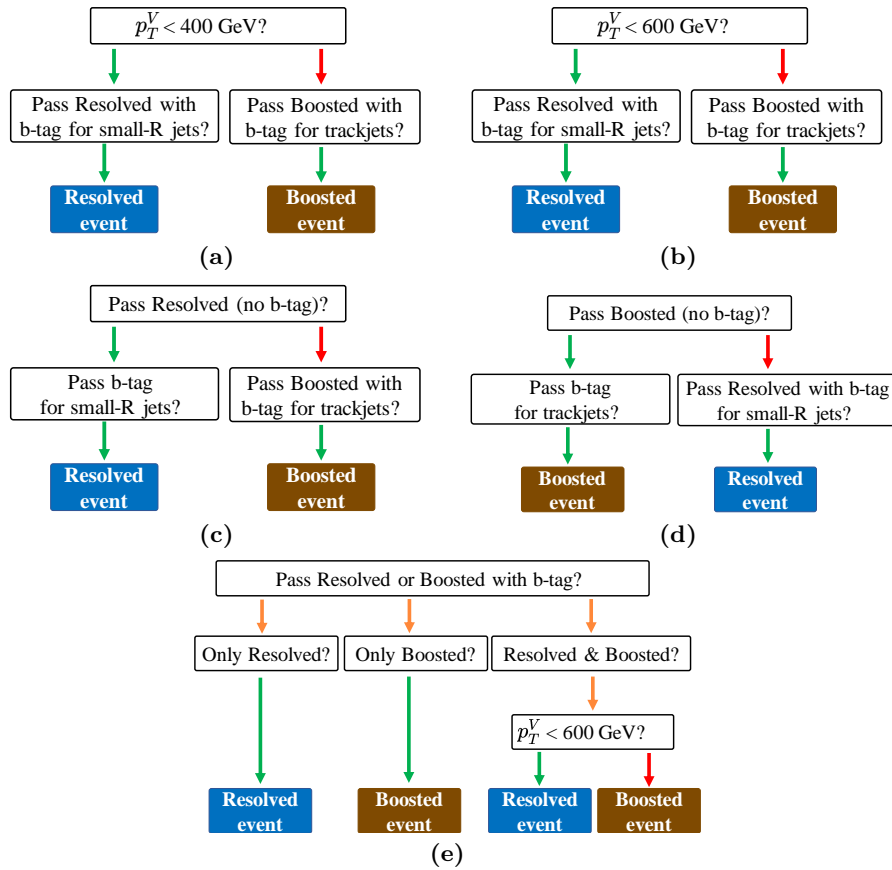 p_T^V < 400 GeV?
Pass Resolved with
b-tag for small-R jets?
Pass Boosted with
b-tag for trackjets?
Resolved
event
Boosted
event
(a)
p_T^V < 600 GeV?
Pass Resolved with
b-tag for small-R jets?
Pass Boosted with
b-tag for trackjets?
Resolved
event
Boosted
event
(b)
Pass Resolved (no b-tag)?
Pass b-tag
for small-R jets?
Pass Boosted with
b-tag for trackjets?
Resolved
event
Boosted
event
(c)
Pass Boosted (no b-tag)?
Pass b-tag
for trackjets?
Pass Resolved with b-tag
for small-R jets?
Boosted
event
Resolved
event
(d)
Pass Resolved or Boosted with b-tag?
Only Resolved?
Only Boosted?
Resolved & Boosted?
p_T^V < 600 GeV?
Resolved
event
Boosted
event
Resolved
event
Boosted
event
(e)